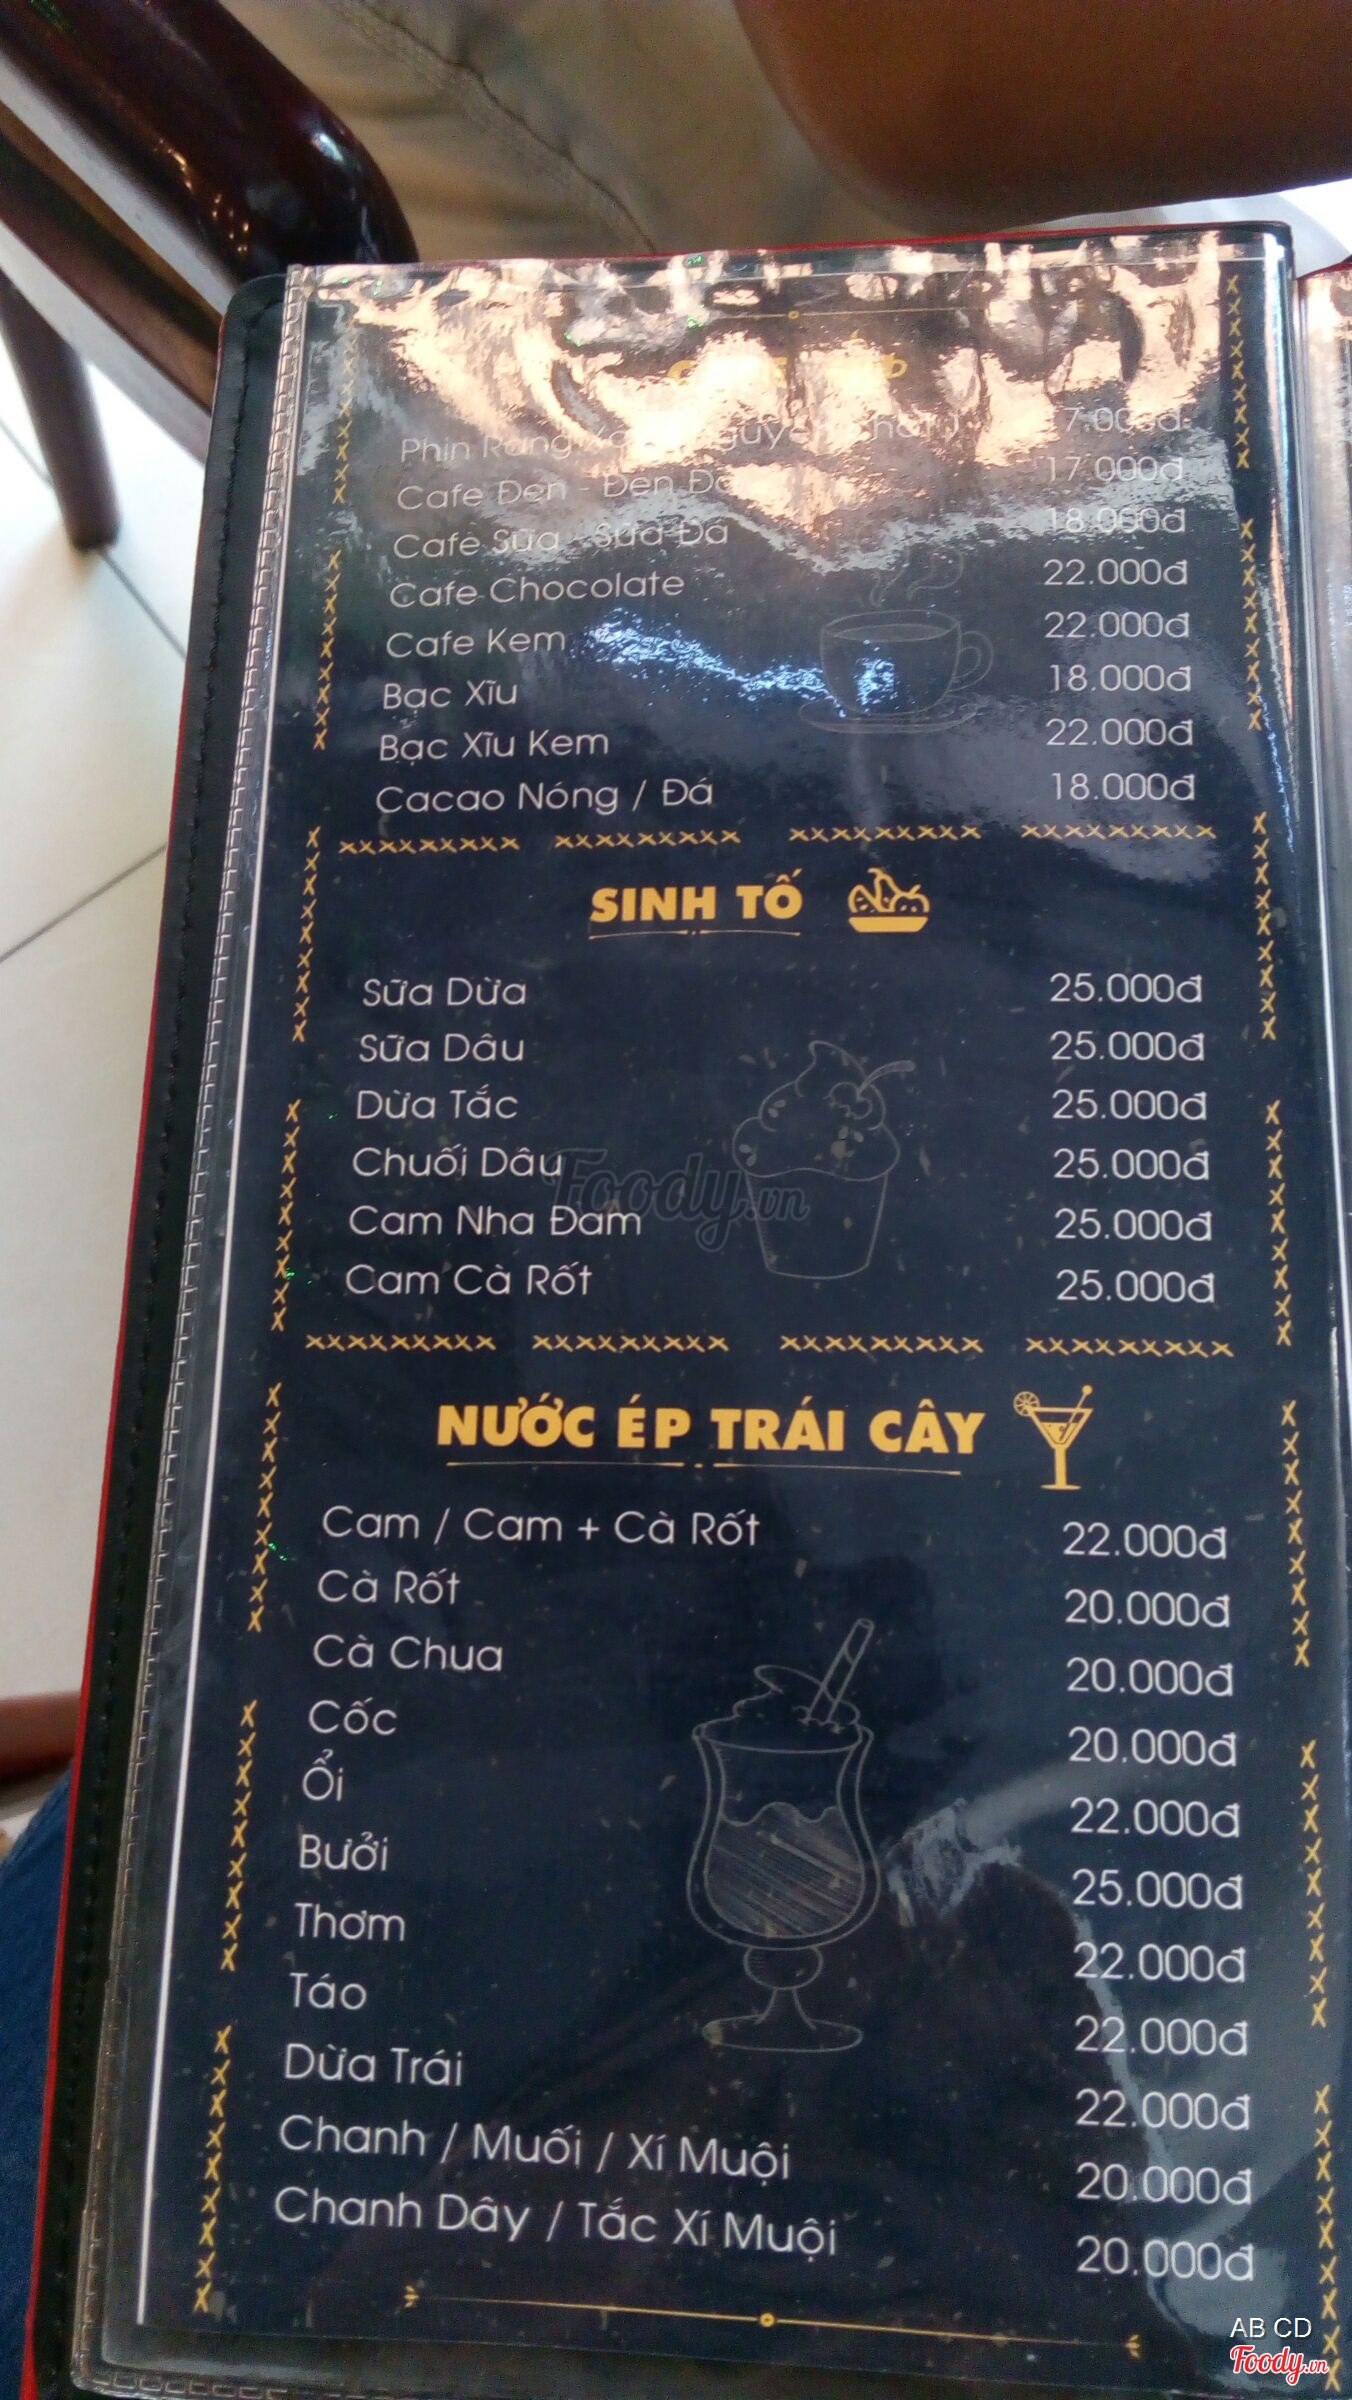 Phin Rang
Cafe Đen - Đen Đá 17.000đ
Cafe Sữa - Sữa Đá 18.000đ
Cafe Chocolate 22.000đ
Cafe Kem 22.000đ
Bạc Xĩu 18.000đ
Bạc Xĩu Kem 22.000đ
Cacao Nóng / Đá 18.000đ
SINH TỐ
Sữa Dừa 25.000đ
Sữa Dâu 25.000đ
Dừa Tắc 25.000đ
Chuối Dâu 25.000đ
Cam Nha Đam 25.000đ
Cam Cà Rốt 25.000đ
Foody.vn
NƯỚC ÉP TRÁI CÂY
Cam / Cam + Cà Rốt 22.000đ
Cà Rốt 20.000đ
Cà Chua 20.000đ
Cốc 20.000đ
Ổi 22.000đ
Bưởi 25.000đ
Thơm 22.000đ
Táo 22.000đ
Dừa Trái 22.000đ
Chanh / Muối / Xí Muội 20.000đ
Chanh Dây / Tắc Xí Muội 20.000đ
AB CD
Foody.vn